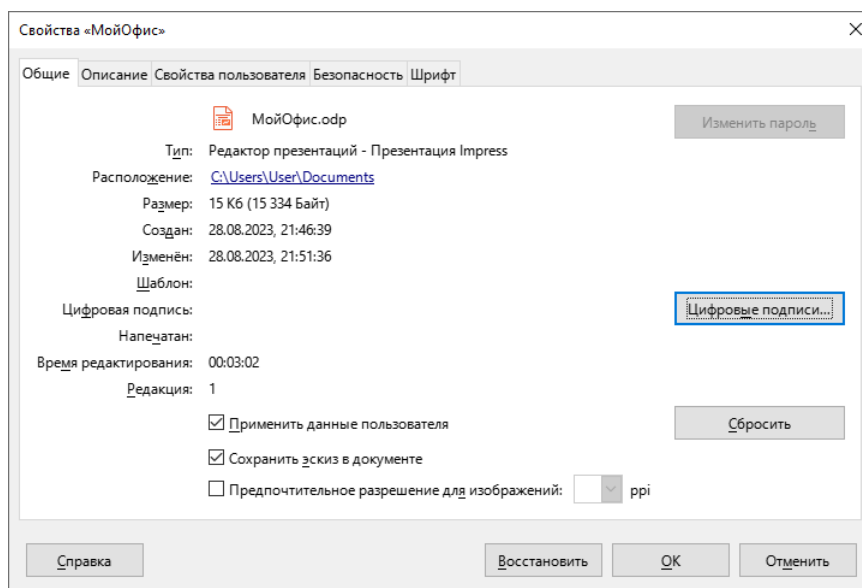 Свойства «МойОфис»
Общие Описание Свойства пользователя Безопасность Шрифт
МойОфис.odp Изменить пароль
Тип: Редактор презентаций - Презентация Impress
Расположение: C:\Users\User\Documents
Размер: 15 Кб (15 334 Байт)
Создан: 28.08.2023, 21:46:39
Изменён: 28.08.2023, 21:51:36
Шаблон:
Цифровая подпись: Цифровые подписи...
Напечатан:
Время редактирования: 00:03:02
Редакция: 1
Применить данные пользователя Сбросить
Сохранить эскиз в документе
Предпочтительное разрешение для изображений: ppi
Справка Восстановить OK Отменить